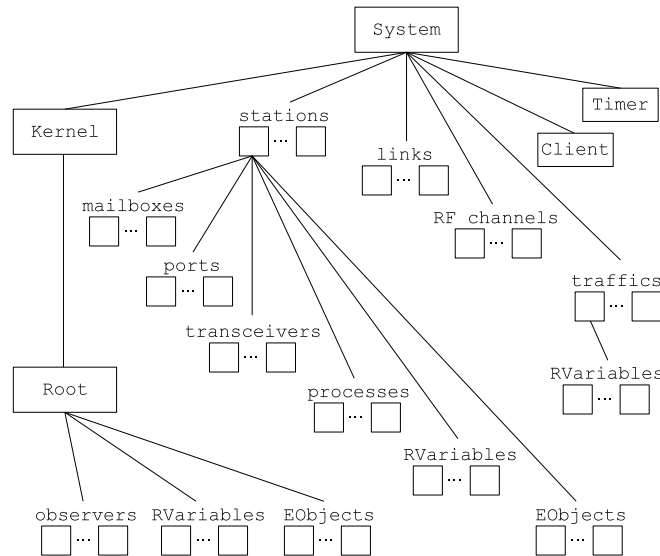 System
Timer
Kernel
stations
...
Client
links
...
mailboxes
...
RF channels
...
ports
...
traffics
...
transceivers
...
RVariables
...
Root
processes
...
RVariables
...
observers
...
RVariables
...
EObjects
...
EObjects
...